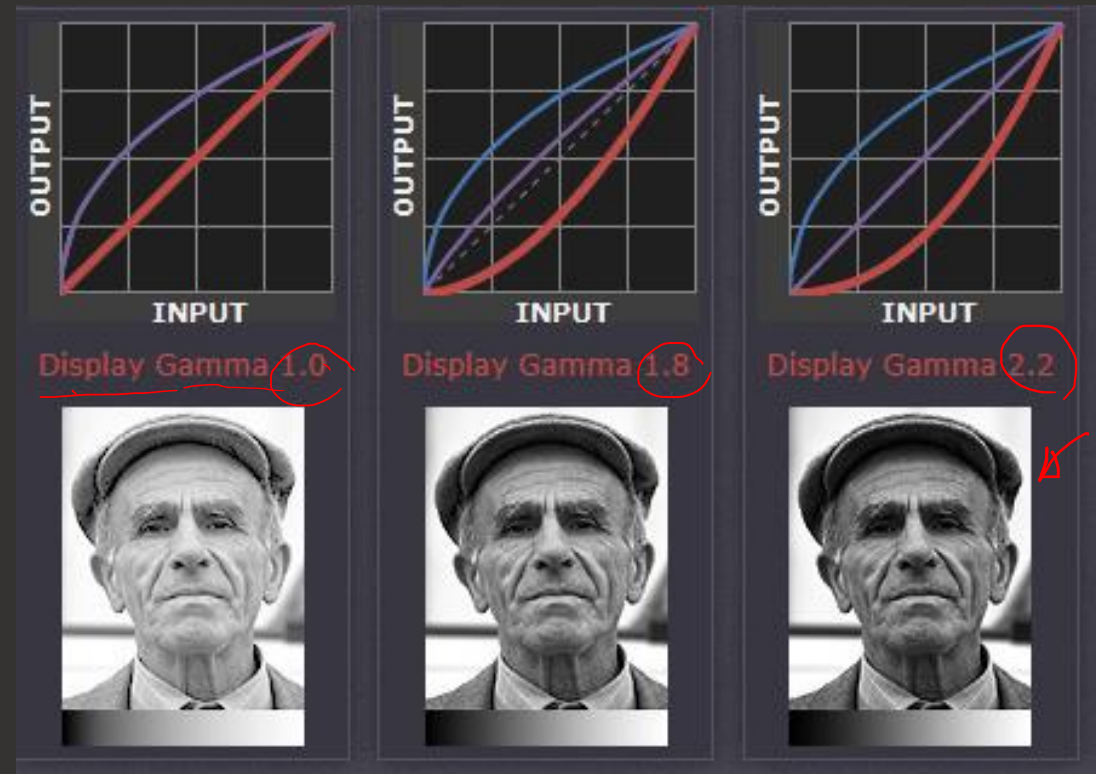 OUTPUT
INPUT
Display Gamma 1.0
OUTPUT
INPUT
Display Gamma 1.8
OUTPUT
INPUT
Display Gamma 2.2